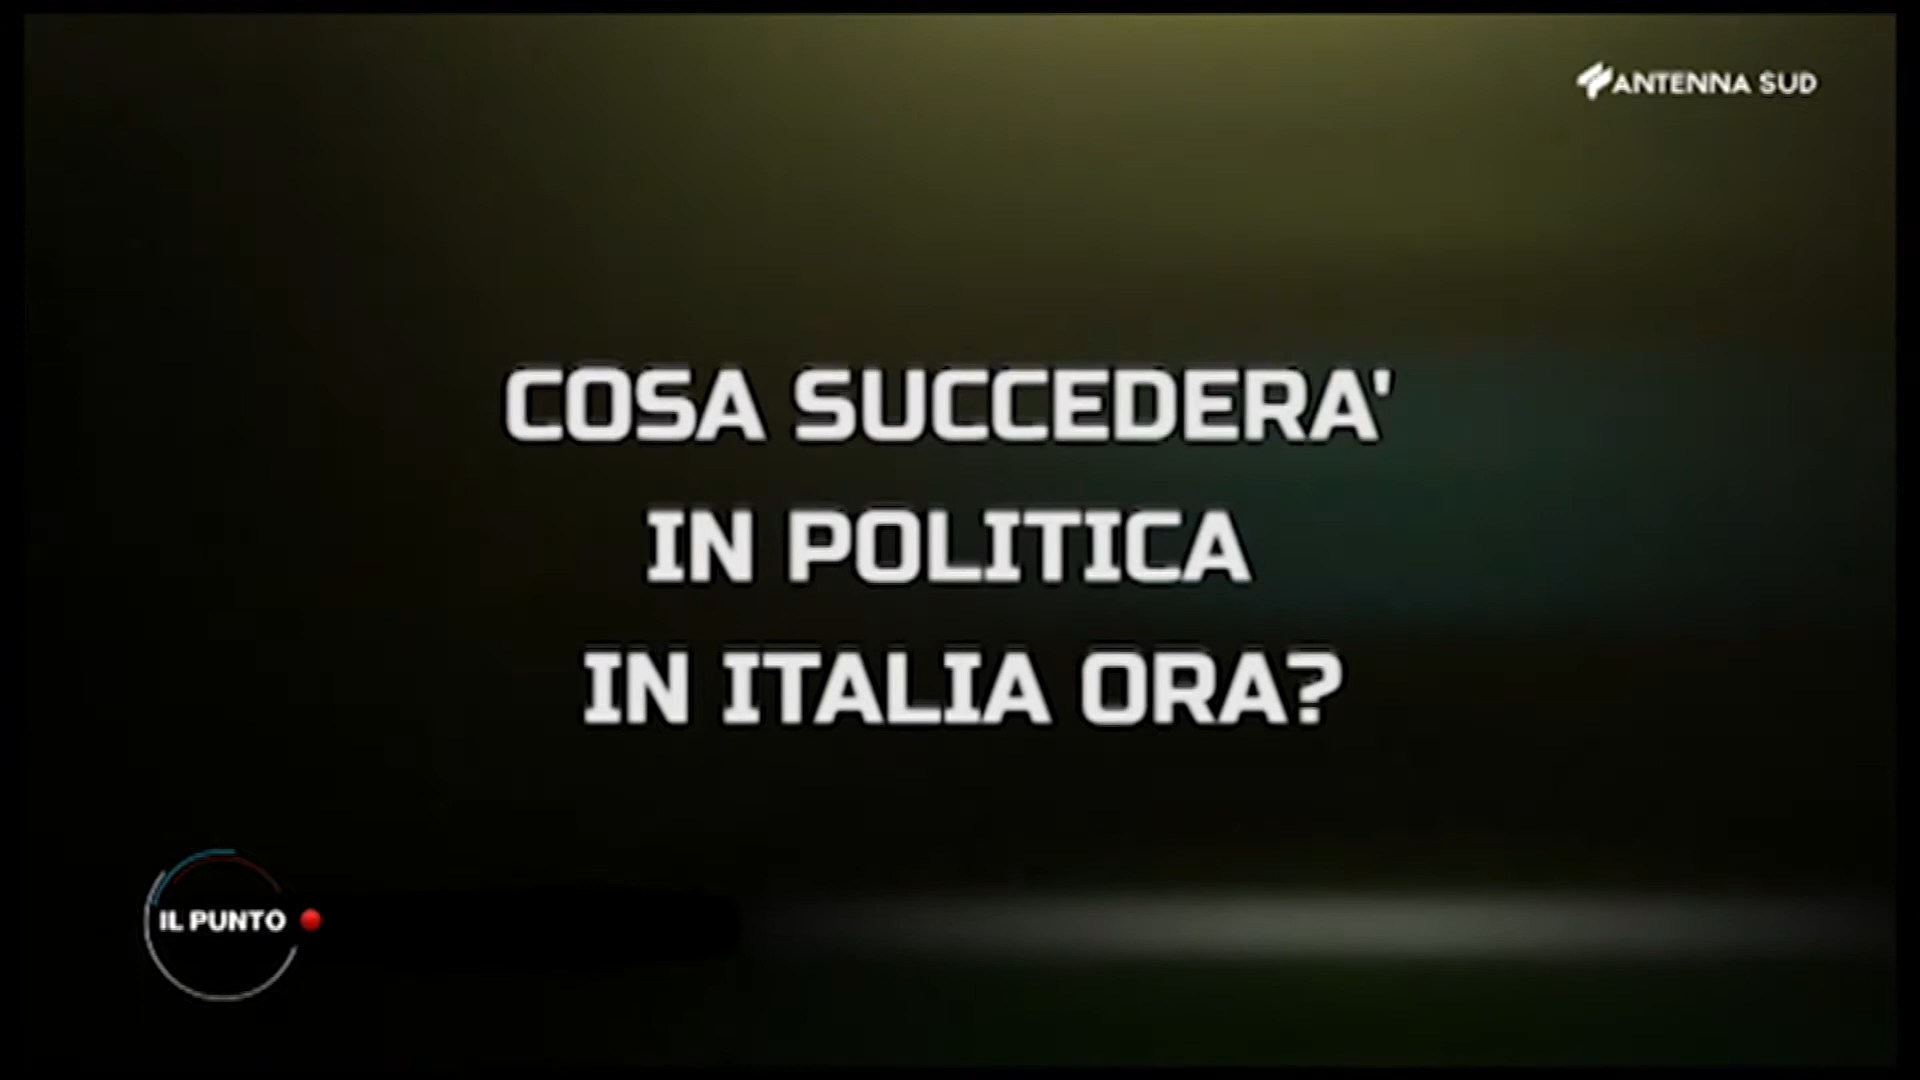 ANTENNA SUD
COSA SUCCEDERA'
IN POLITICA
IN ITALIA ORA?
IL PUNTO